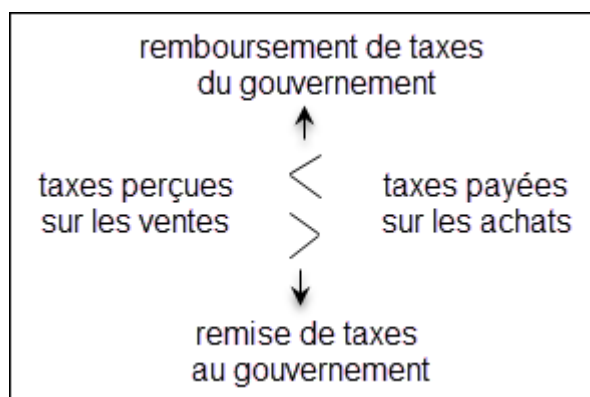 remboursement de taxes
du gouvernement
taxes perçues
sur les ventes
<
>
taxes payées
sur les achats
remise de taxes
au gouvernement